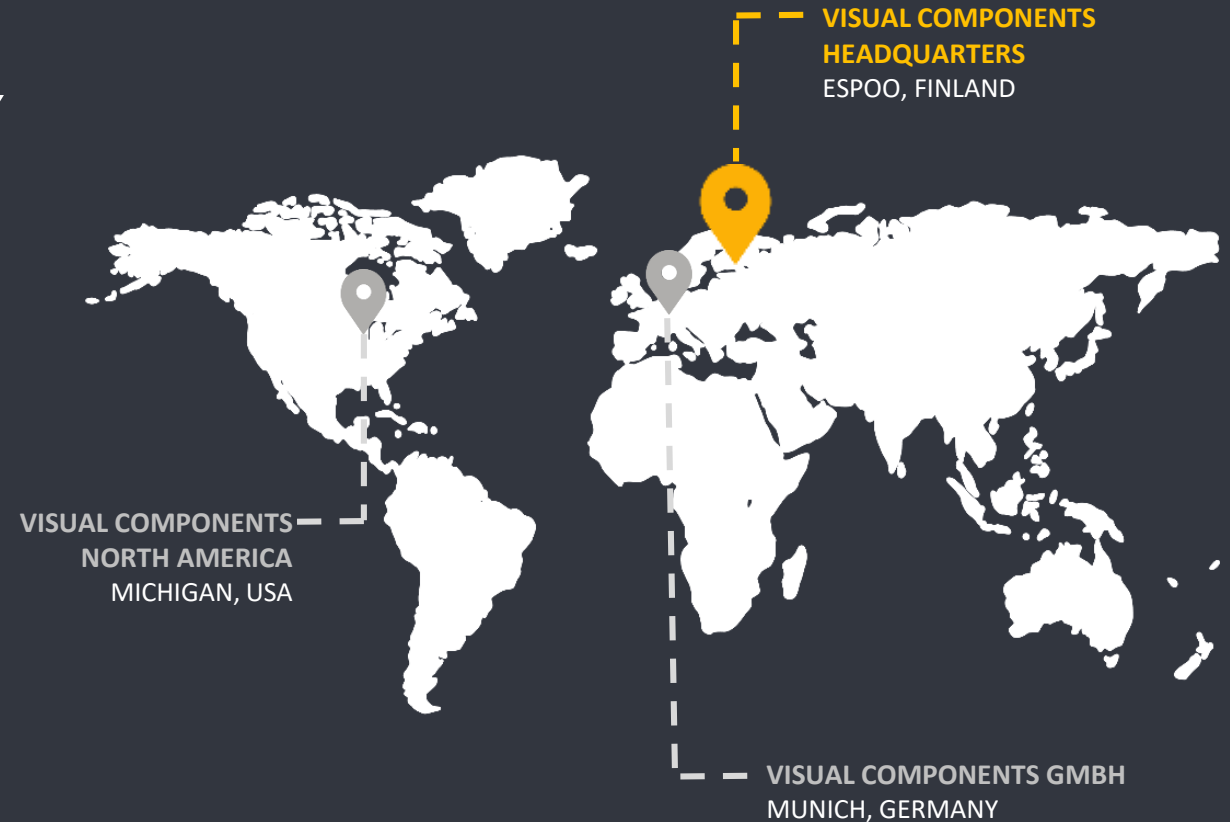 VISUAL COMPONENTS
HEADQUARTERS
ESPOO, FINLAND
VISUAL COMPONENTS
NORTH AMERICA
MICHIGAN, USA
VISUAL COMPONENTS GMBH
MUNICH, GERMANY